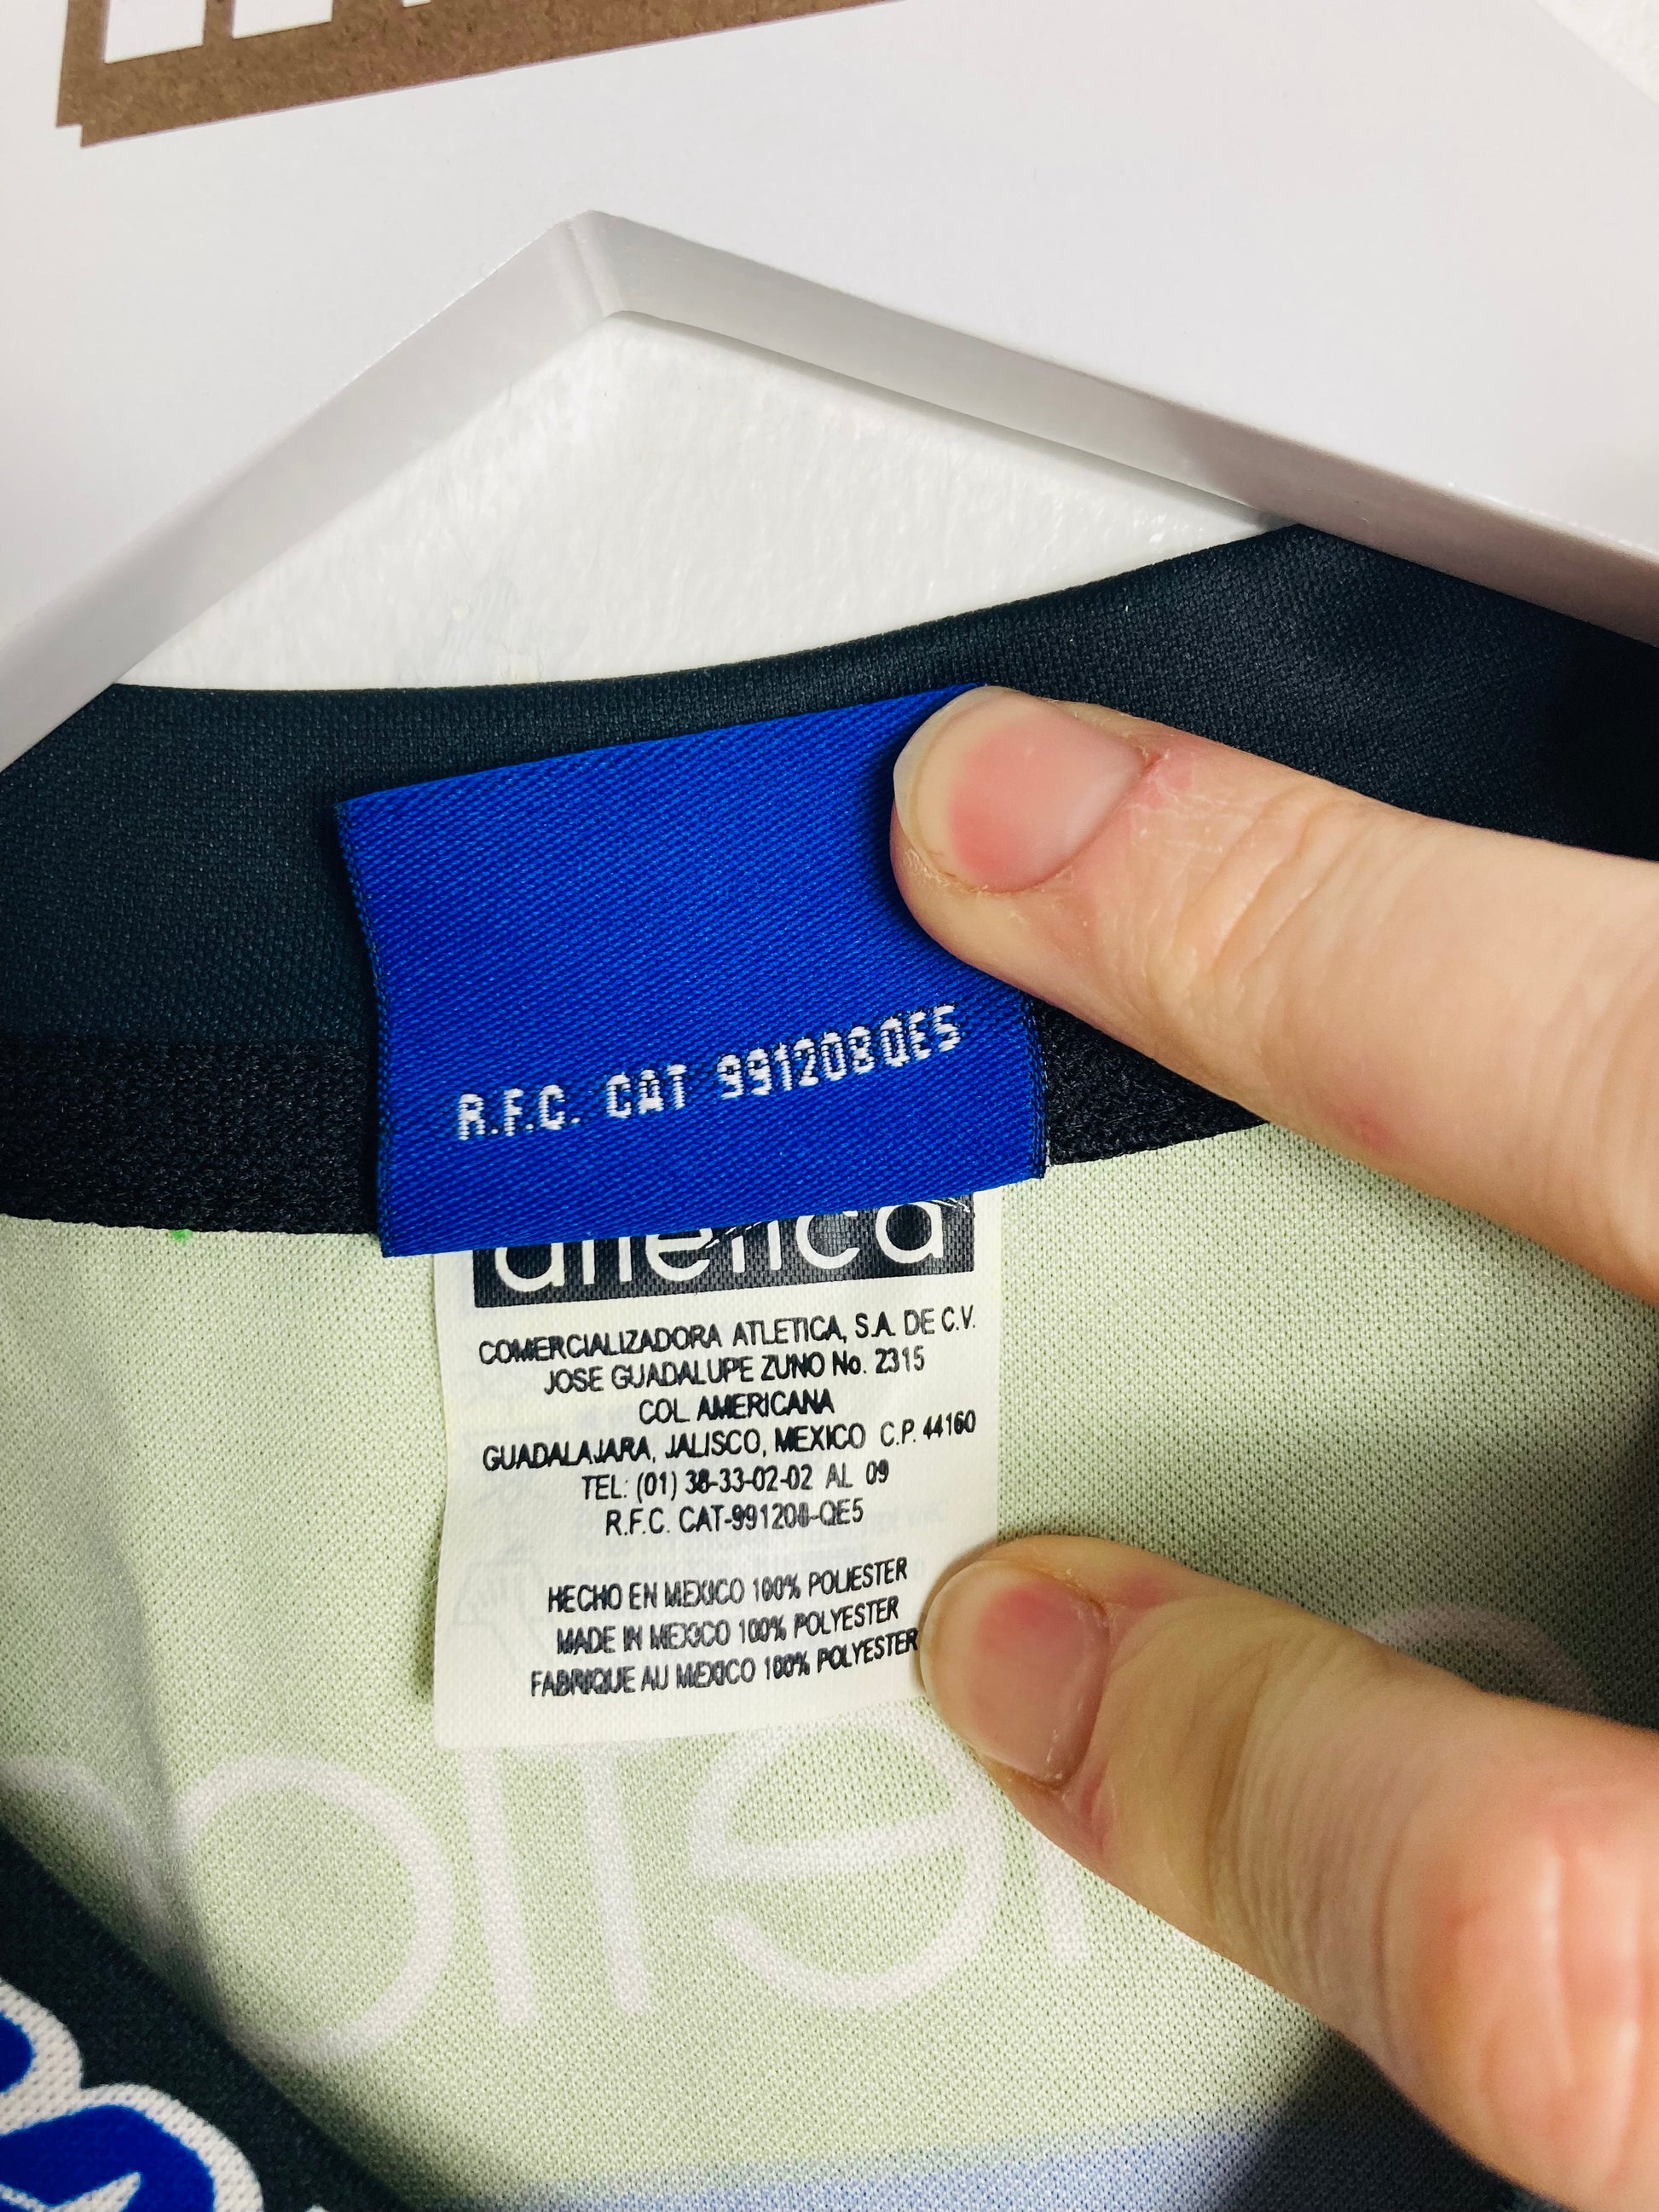 R.F.C. CAT 991208QE5
atletica
COMERCIALIZADORA ATLETICA, S.A. DE C.V.
JOSE GUADALUPE ZUNO No. 2315
COL. AMERICANA
GUADALAJARA, JALISCO, MEXICO C.P. 44160
TEL: (01) 38-33-02-02 AL 09
R.F.C. CAT-991208-QE5
HECHO EN MEXICO 100% POLIESTER
MADE IN MEXICO 100% POLYESTER
FABRIQUE AU MEXICO 100% POLYESTER